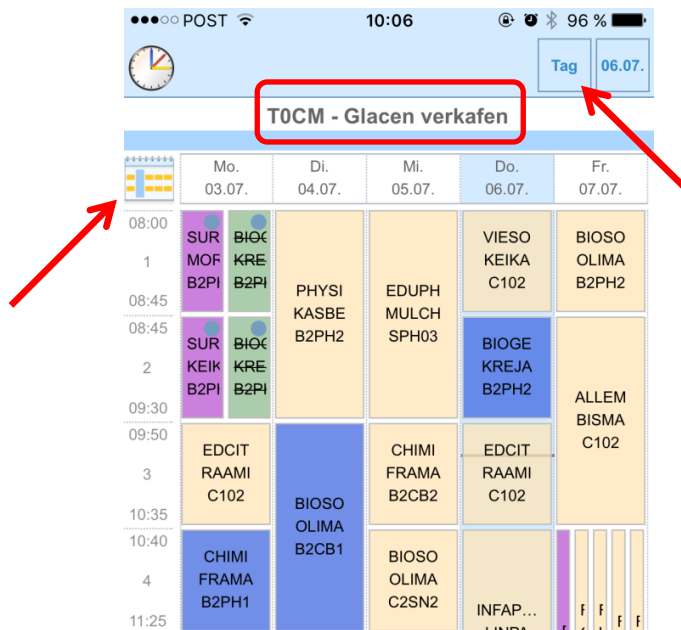 POST 10:06 96 %
Tag 06.07.
T0CM - Glacen verkafen
Mo. Di. Mi. Do. Fr.
03.07. 04.07. 05.07. 06.07. 07.07.
08:00
1
08:45
SUR
MOF
B2PI
BIOG
KRE
B2PI
PHYSI
KASBE
B2PH2
EDUPH
MULCH
SPH03
VIESO
KEIKA
C102
BIOSO
OLIMA
B2PH2
08:45
2
09:30
SUR
KEIK
B2PI
BIOG
KRE
B2PI
BIOGE
KREJA
B2PH2
ALLEM
BISMA
C102
09:50
3
10:35
EDCIT
RAAMI
C102
BIOSO
OLIMA
B2CB1
CHIMI
FRAMA
B2CB2
EDCIT
RAAMI
C102
10:40
4
11:25
CHIMI
FRAMA
B2PH1
BIOSO
OLIMA
C2SN2
INFAP...